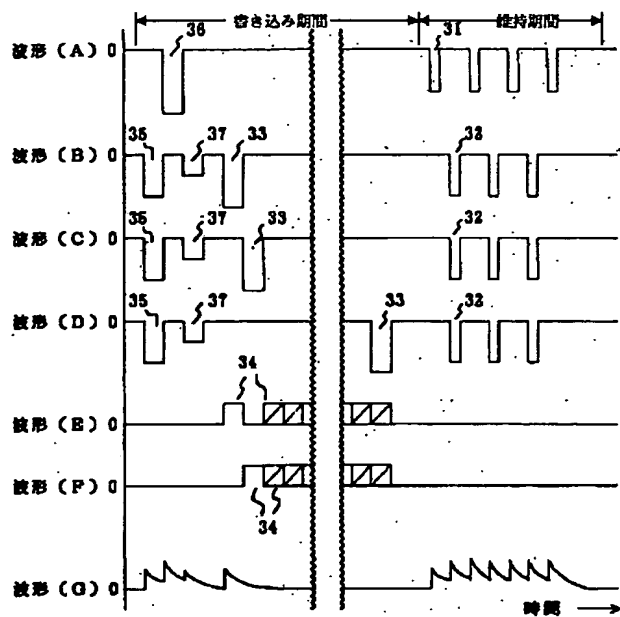 書き込み期間 維持期間
36 31
波形(A) 0
35 37 33 32
波形(B) 0
35 37 33 32
波形(C) 0
35 37 33 32
波形(D) 0
34
波形(E) 0
波形(F) 0
34
波形(G) 0
時間